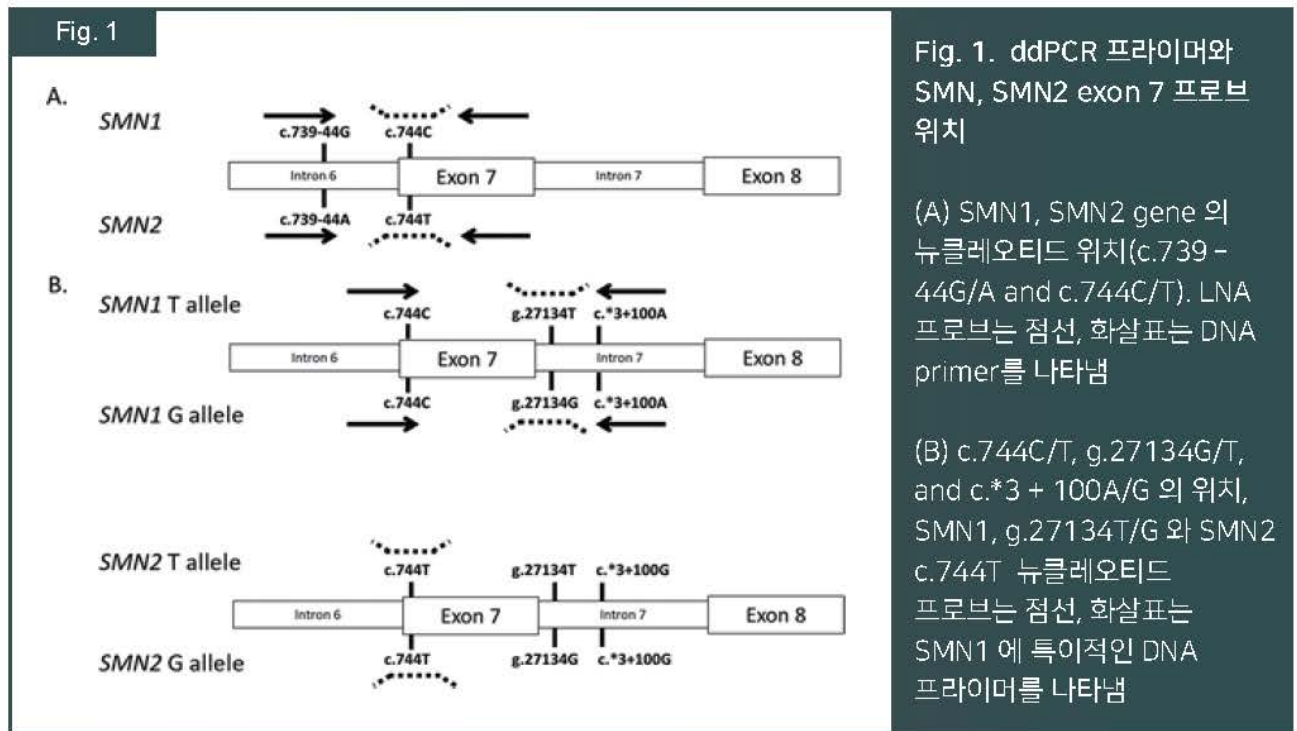 Fig. 1
A.
SMN1
c.739-44G
c.744C
Intron 6
Exon 7
Intron 7
Exon 8
SMN2
c.739-44A
c.744T
B.
SMN1 T allele
c.744C
g.27134T
c.*3+100A
Intron 6
Exon 7
Intron 7
Exon 8
c.744C
g.27134G
c.*3+100A
SMN1 G allele
SMN2 T allele
c.744T
g.27134T
c.*3+100G
Intron 6
Exon 7
Intron 7
Exon 8
c.744T
g.27134G
c.*3+100G
SMN2 G allele
Fig. 1. ddPCR 프라이머와
SMN, SMN2 exon 7 프로브
위치
(A) SMN1, SMN2 gene 의
뉴클레오티드 위치(c.739 –
44G/A and c.744C/T). LNA
프로브는 점선, 화살표는 DNA
primer를 나타냄
(B) c.744C/T, g.27134G/T,
and c.*3 + 100A/G 의 위치,
SMN1, g.27134T/G 와 SMN2
c.744T 뉴클레오티드
프로브는 점선, 화살표는
SMN1 에 특이적인 DNA
프라이머를 나타냄